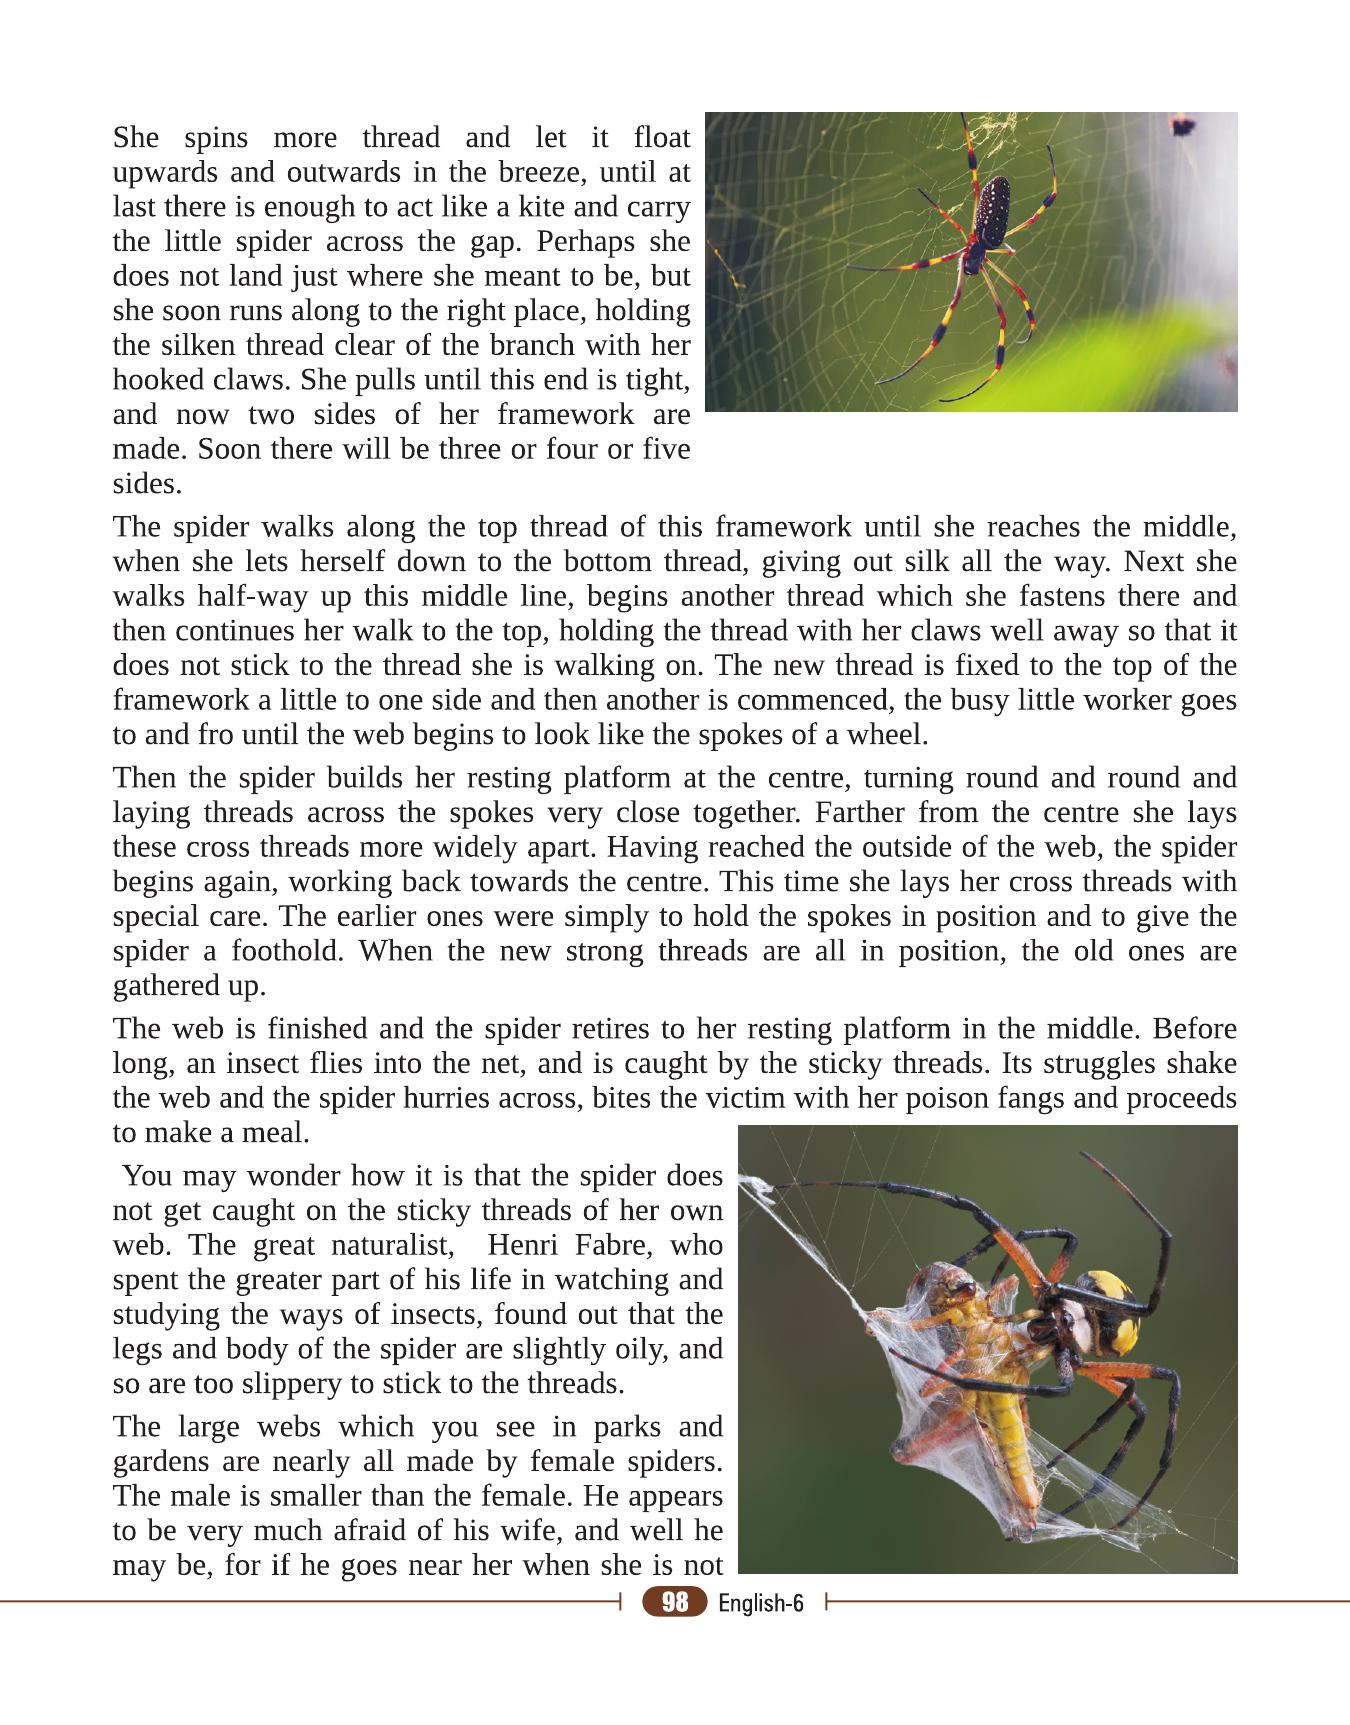 She spins more thread and let it float
upwards and outwards in the breeze, until at
last there is enough to act like a kite and carry
the little spider across the gap. Perhaps she
does not land just where she meant to be, but
she soon runs along to the right place, holding
the silken thread clear of the branch with her
hooked claws. She pulls until this end is tight,
and now two sides of her framework are
made. Soon there will be three or four or five
sides.
The spider walks along the top thread of this framework until she reaches the middle,
when she lets herself down to the bottom thread, giving out silk all the way. Next she
walks half-way up this middle line, begins another thread which she fastens there and
then continues her walk to the top, holding the thread with her claws well away so that it
does not stick to the thread she is walking on. The new thread is fixed to the top of the
framework a little to one side and then another is commenced, the busy little worker goes
to and fro until the web begins to look like the spokes of a wheel.
Then the spider builds her resting platform at the centre, turning round and round and
laying threads across the spokes very close together. Farther from the centre she lays
these cross threads more widely apart. Having reached the outside of the web, the spider
begins again, working back towards the centre. This time she lays her cross threads with
special care. The earlier ones were simply to hold the spokes in position and to give the
spider a foothold. When the new strong threads are all in position, the old ones are
gathered up.
The web is finished and the spider retires to her resting platform in the middle. Before
long, an insect flies into the net, and is caught by the sticky threads. Its struggles shake
the web and the spider hurries across, bites the victim with her poison fangs and proceeds
to make a meal.
You may wonder how it is that the spider does
not get caught on the sticky threads of her own
web. The great naturalist, Henri Fabre, who
spent the greater part of his life in watching and
studying the ways of insects, found out that the
legs and body of the spider are slightly oily, and
so are too slippery to stick to the threads.
The large webs which you see in parks and
gardens are nearly all made by female spiders.
The male is smaller than the female. He appears
to be very much afraid of his wife, and well he
may be, for if he goes near her when she is not
98 English-6